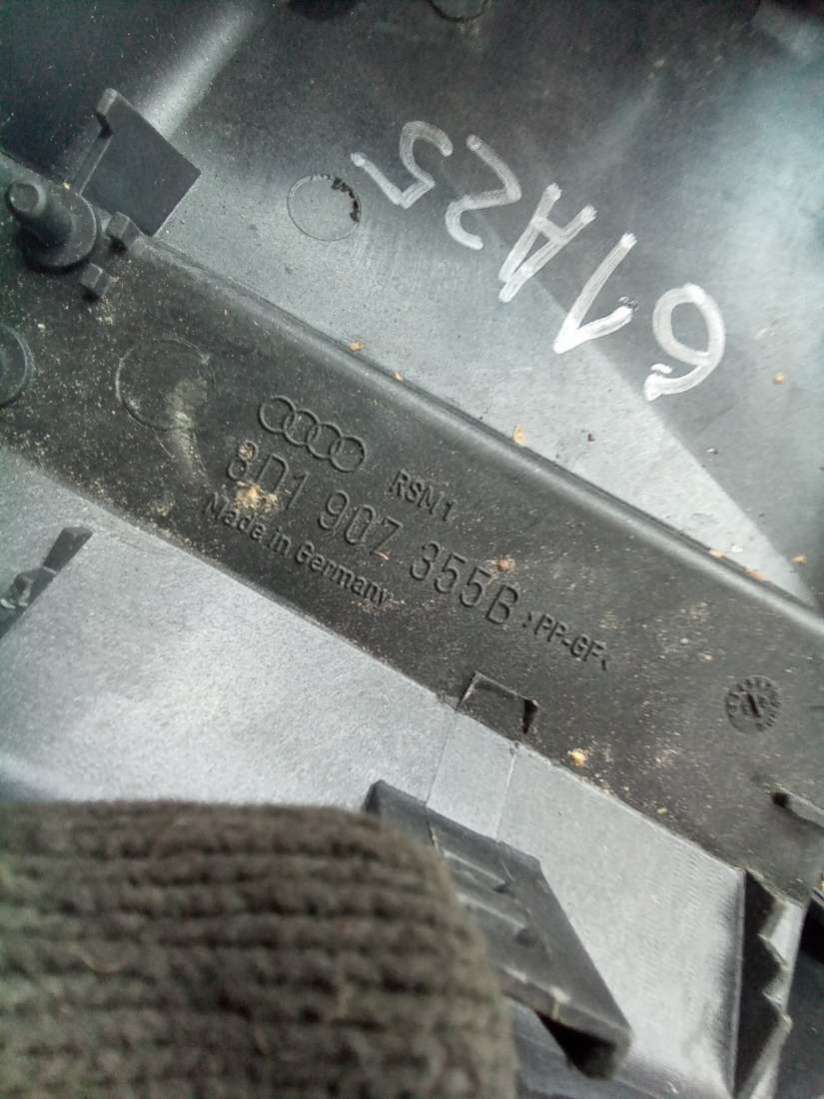 61A25
RSM1
8D1 907 355B >PP-GF<
Made in Germany